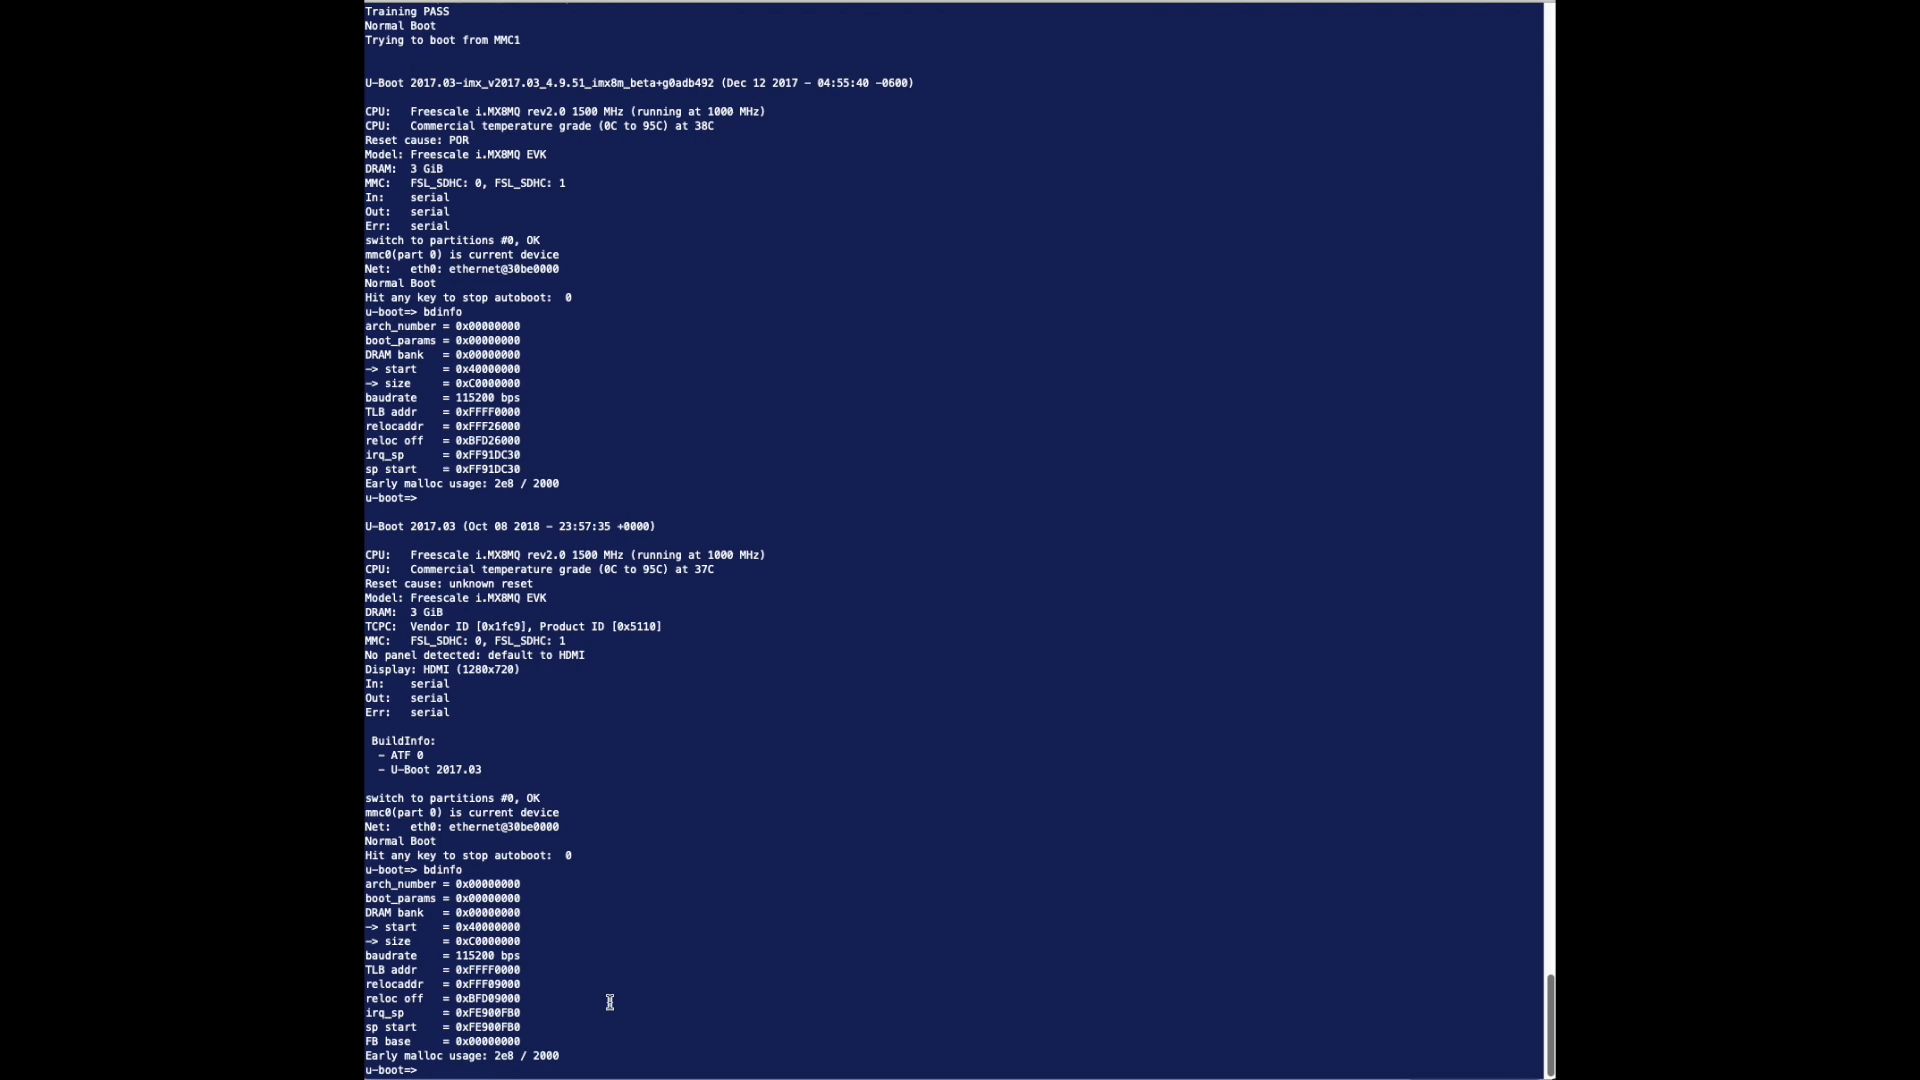 Training PASS
Normal Boot
Trying to boot from MMC1
U-Boot 2017.03-imx_v2017.03_4.9.51_imx8m_beta+g0adb492 (Dec 12 2017 - 04:55:40 -0600)
CPU:   Freescale i.MX8MQ rev2.0 1500 MHz (running at 1000 MHz)
CPU:   Commercial temperature grade (0C to 95C) at 38C
Reset cause: POR
Model: Freescale i.MX8MQ EVK
DRAM:  3 GiB
MMC:   FSL_SDHC: 0, FSL_SDHC: 1
In:    serial
Out:   serial
Err:   serial
switch to partitions #0, OK
mmc0(part 0) is current device
Net:   eth0: ethernet@30be0000
Normal Boot
Hit any key to stop autoboot:  0
u-boot=> bdinfo
arch_number = 0x00000000
boot_params = 0x00000000
DRAM bank   = 0x00000000
-> start    = 0x40000000
-> size     = 0xC0000000
baudrate    = 115200 bps
TLB addr    = 0xFFFF0000
relocaddr   = 0xFFF26000
reloc off   = 0xBFD26000
irq_sp      = 0xFF91DC30
sp start    = 0xFF91DC30
Early malloc usage: 2e8 / 2000
u-boot=>
U-Boot 2017.03 (Oct 08 2018 - 23:57:35 +0000)
CPU:   Freescale i.MX8MQ rev2.0 1500 MHz (running at 1000 MHz)
CPU:   Commercial temperature grade (0C to 95C) at 37C
Reset cause: unknown reset
Model: Freescale i.MX8MQ EVK
DRAM:  3 GiB
TCPC:  Vendor ID [0x1fc9], Product ID [0x5110]
MMC:   FSL_SDHC: 0, FSL_SDHC: 1
No panel detected: default to HDMI
Display: HDMI (1280x720)
In:    serial
Out:   serial
Err:   serial
BuildInfo:
- ATF 0
- U-Boot 2017.03
switch to partitions #0, OK
mmc0(part 0) is current device
Net:   eth0: ethernet@30be0000
Normal Boot
Hit any key to stop autoboot:  0
u-boot=> bdinfo
arch_number = 0x00000000
boot_params = 0x00000000
DRAM bank   = 0x00000000
-> start    = 0x40000000
-> size     = 0xC0000000
baudrate    = 115200 bps
TLB addr    = 0xFFFF0000
relocaddr   = 0xFFF09000
reloc off   = 0xBFD09000
irq_sp      = 0xFE900FB0
sp start    = 0xFE900FB0
FB base     = 0x00000000
Early malloc usage: 2e8 / 2000
u-boot=>